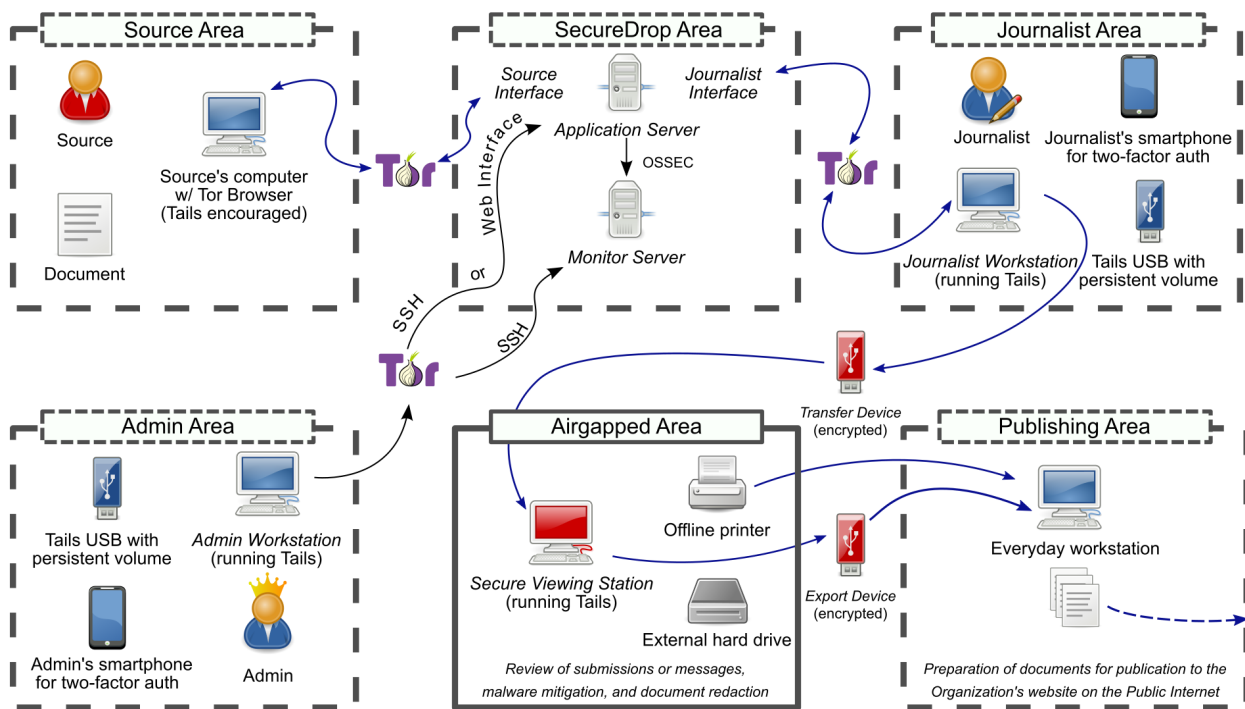 Source Area
Source
Source's computer
w/ Tor Browser
(Tails encouraged)
Document
Tor
SecureDrop Area
Source
Interface
Journalist
Interface
Application Server
OSSEC
Monitor Server
Web Interface
or
SSH
SSH
Tor
Tor
Journalist Area
Journalist
Journalist's smartphone
for two-factor auth
Journalist Workstation
(running Tails)
Tails USB with
persistent volume
Transfer Device
(encrypted)
Admin Area
Tails USB with
persistent volume
Admin Workstation
(running Tails)
Admin's smartphone
for two-factor auth
Admin
Airgapped Area
Offline printer
Secure Viewing Station
(running Tails)
External hard drive
Review of submissions or messages,
malware mitigation, and document redaction
Export Device
(encrypted)
Publishing Area
Everyday workstation
Preparation of documents for publication to the
Organization's website on the Public Internet